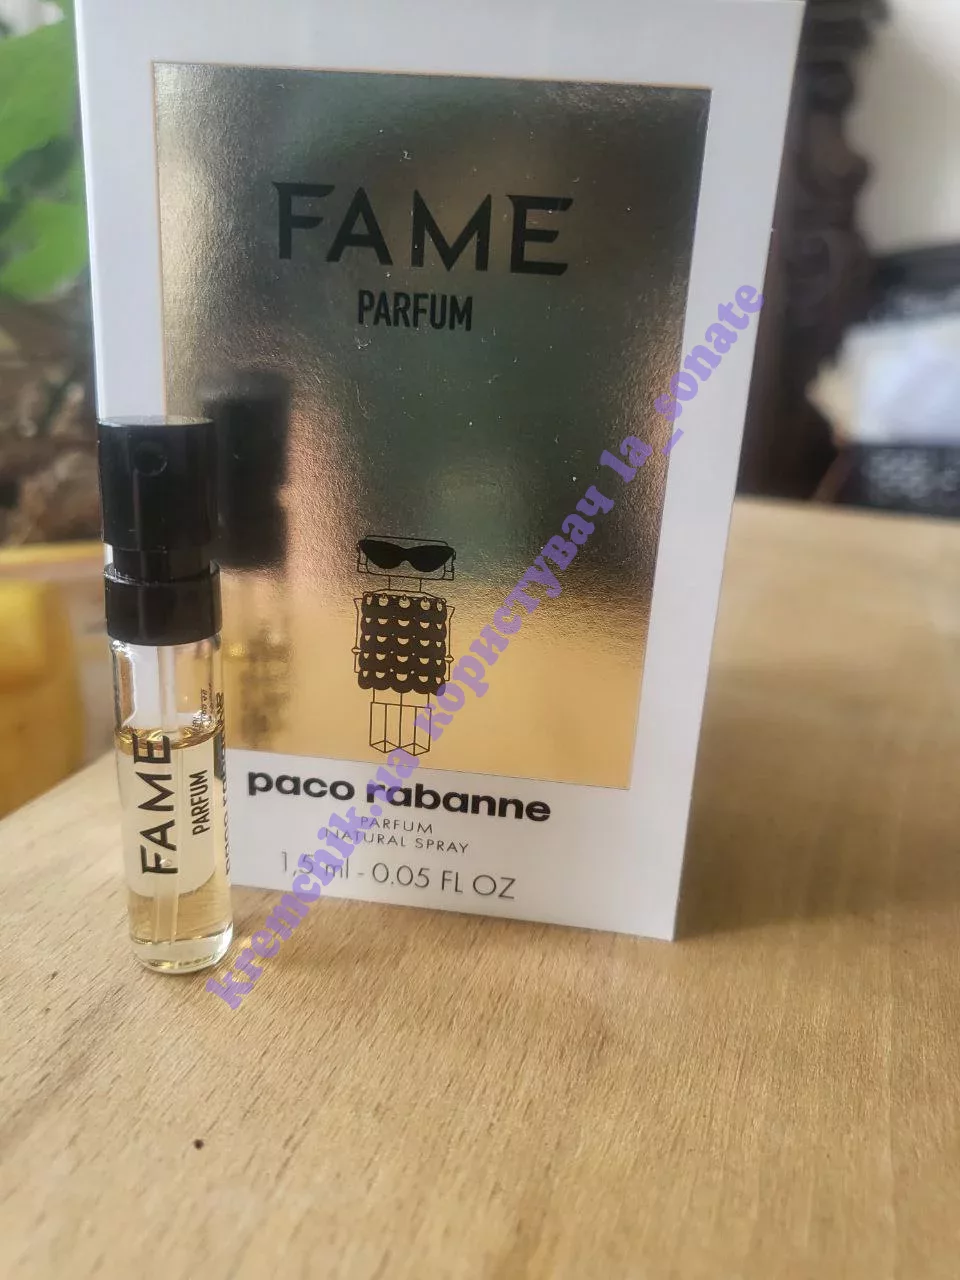 FAME
PARFUM
paco rabanne
PARFUM
NATURAL SPRAY
1,5 ml - 0.05 FL OZ
FAME
PARFUM
kremchik.ua користувач la_sonate